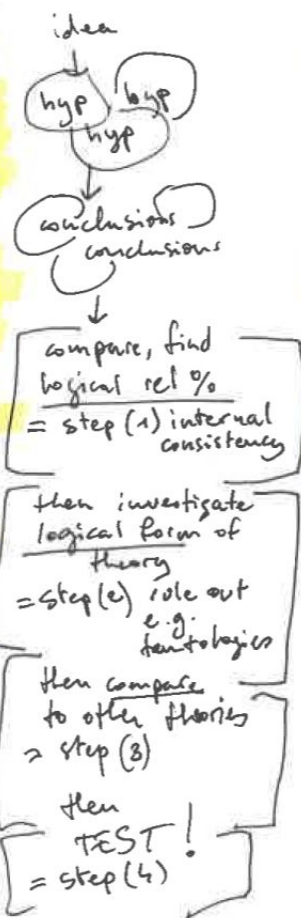 idea
hyp hyp
hyp
conclusions
conclusions
compare, find
logical rel %
= step (1) internal
consistency
then investigate
logical form of
theory
= step (2) rule out
e.g.
tautologies
then compare
to other theories
= step (3)
then
TEST!
= step (4)